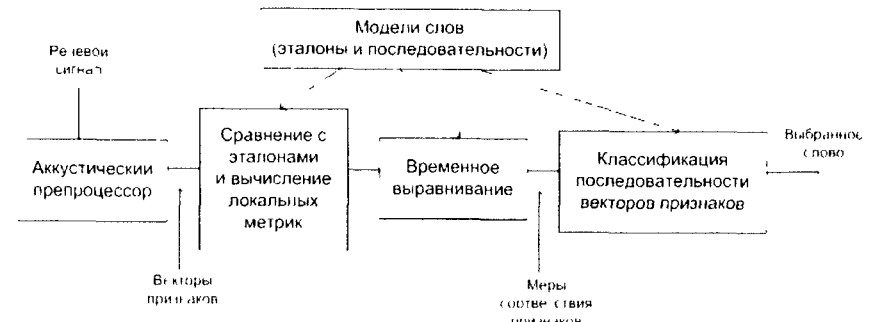 Модели слов
(эталоны и последовательности)
Речевой
сигнал
Аккустический
препроцессор
Сравнение с
эталонами
и вычисление
локальных
метрик
Временное
выравнивание
Классификация
последовательности
векторов признаков
Выбранное
слово
Векторы
признаков
Меры
соответствия
признаков